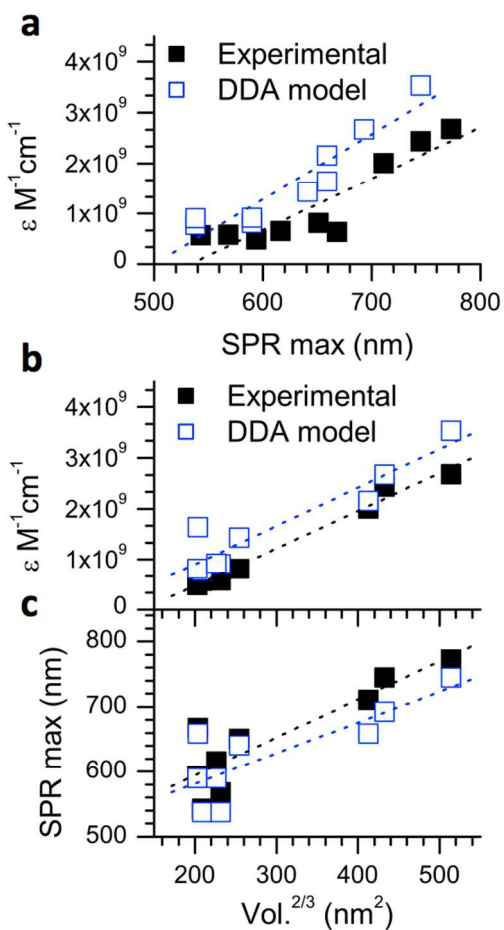 a
Experimental
DDA model
4x10⁹
3x10⁹
2x10⁹
1x10⁹
0
ε M⁻¹cm⁻¹
500 600 700 800
SPR max (nm)
b
Experimental
DDA model
4x10⁹
3x10⁹
2x10⁹
1x10⁹
0
ε M⁻¹cm⁻¹
c
800
700
600
500
SPR max (nm)
200 300 400 500
Vol.²/³ (nm²)